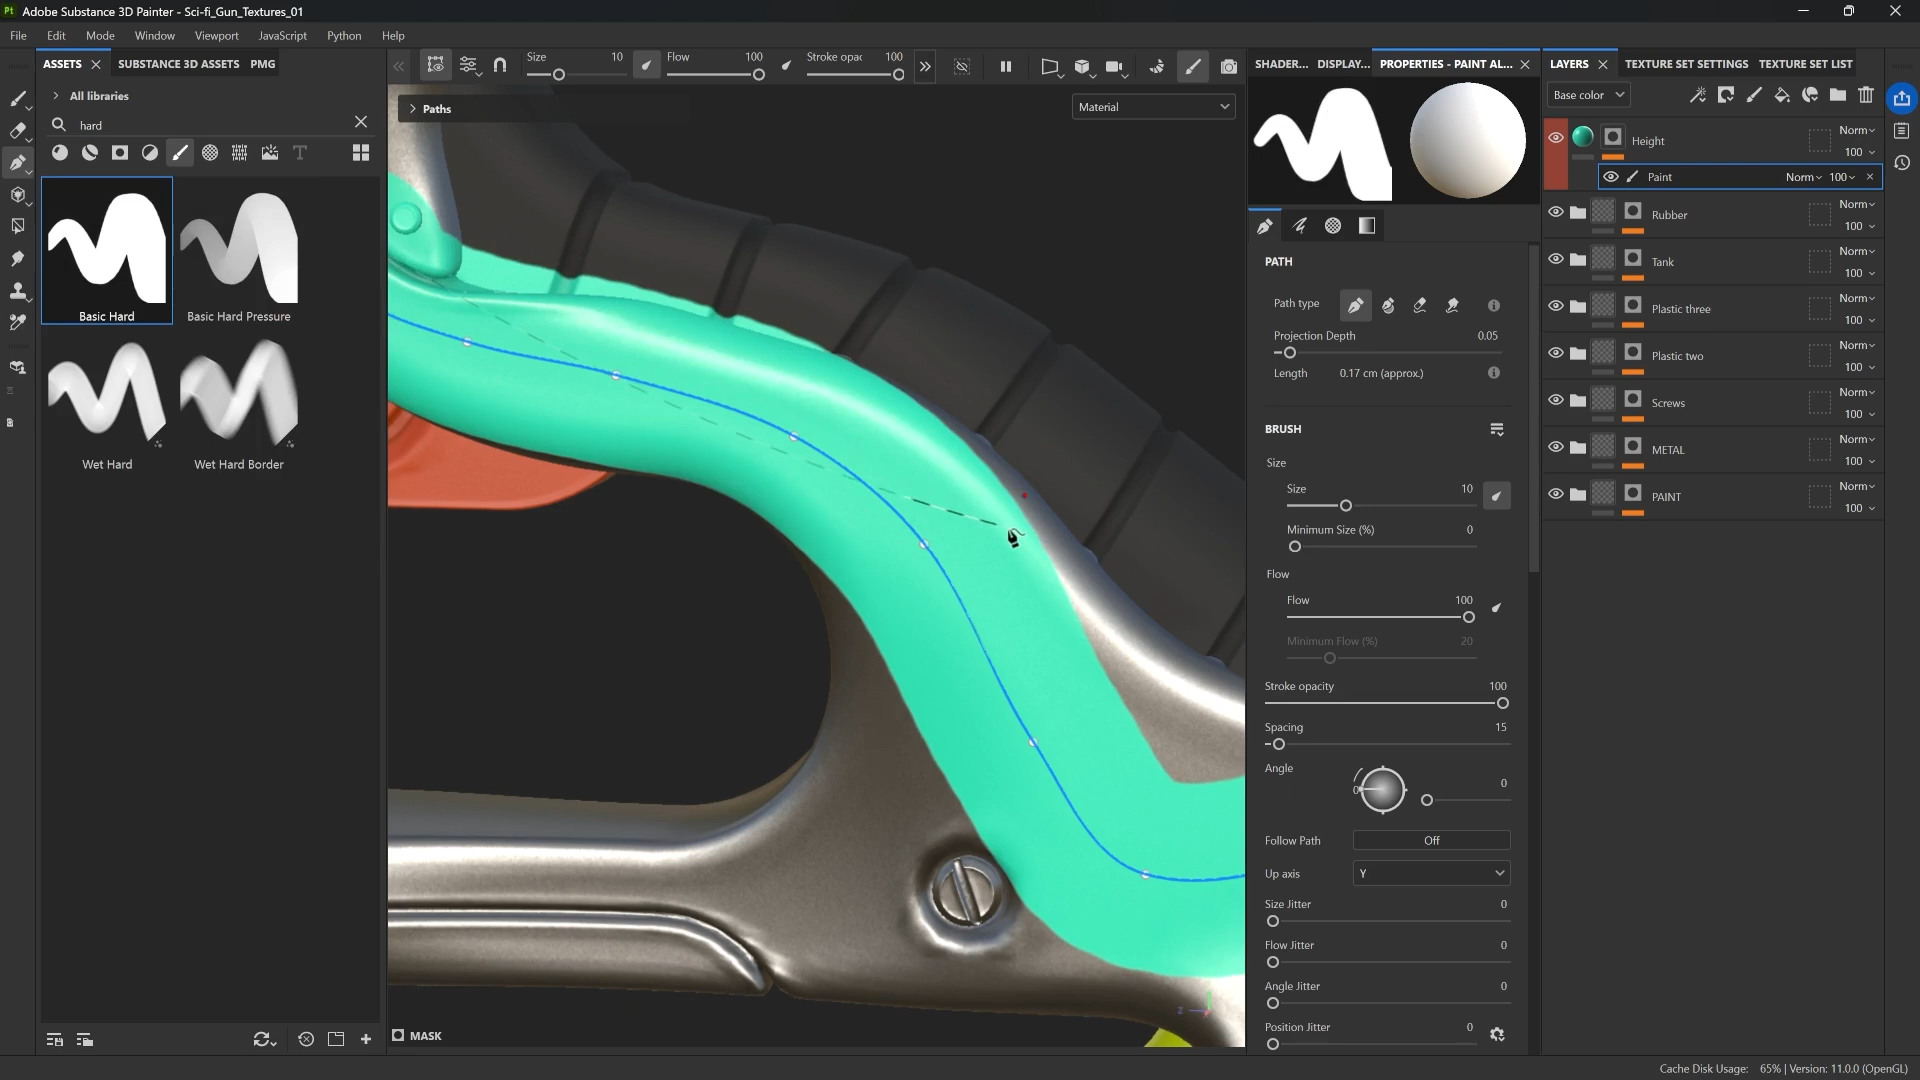 Pt Adobe Substance 3D Painter - Sci-fi_Gun_Textures_01
File Edit Mode Window Viewport JavaScript Python Help
ASSETS SUBSTANCE 3D ASSETS PMG
All libraries
hard
Basic Hard
Basic Hard Pressure
Wet Hard
Wet Hard Border
Size 10
Flow 100
Stroke opac 100
Paths
Material
MASK
z
SHADER... DISPLAY... PROPERTIES - PAINT AL...
PATH
Path type
Projection Depth 0.05
Length 0.17 cm (approx.)
BRUSH
Size
Size 10
Minimum Size (%) 0
Flow
Flow 100
Minimum Flow (%) 20
Stroke opacity 100
Spacing 15
Angle
0 0
Follow Path Off
Up axis Y
Size Jitter 0
Flow Jitter 0
Angle Jitter 0
Position Jitter 0
LAYERS TEXTURE SET SETTINGS TEXTURE SET LIST
Base color
Height Norm 100
Paint Norm 100
Rubber Norm 100
Tank Norm 100
Plastic three Norm 100
Plastic two Norm 100
Screws Norm 100
METAL Norm 100
PAINT Norm 100
Cache Disk Usage: 65% | Version: 11.0.0 (OpenGL)